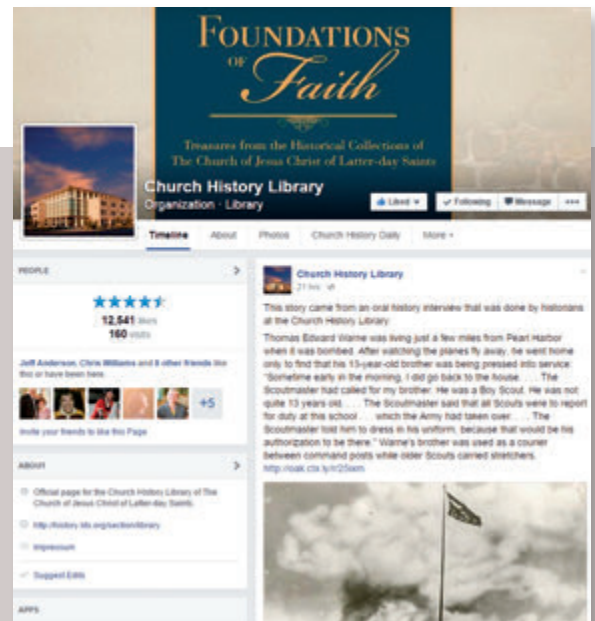 FOUNDATIONS
OF
Faith
Treasures from the Historical Collections of
The Church of Jesus Christ of Latter-day Saints
Church History Library
Organization · Library
Liked
Following
Message
Timeline
About
Photos
Church History Daily
More
PEOPLE
12,541 likes
160 visits
Jeff Anderson, Chris Williams and 8 other friends like
this or have been here.
+5
Invite your friends to like this Page
ABOUT
Official page for the Church History Library of The
Church of Jesus Christ of Latter-day Saints.
http://history.lds.org/section/library
Impressum
Suggest Edits
APPS
Church History Library
21 hrs
This story came from an oral history interview that was done by historians
at the Church History Library:
Thomas Edward Warne was living just a few miles from Pearl Harbor
when it was bombed. After watching the planes fly away, he went home
only to find that his 13-year-old brother was being pressed into service:
"Sometime early in the morning, I did go back to the house. . . . The
Scoutmaster had called for my brother. He was a Boy Scout. He was not
quite 13 years old. . . . The Scoutmaster said that all Scouts were to report
for duty at this school . . . which the Army had taken over. . . . The
Scoutmaster told him to dress in his uniform, because that would be his
authorization to be there." Warne's brother was used as a courier
between command posts while older Scouts carried stretchers.